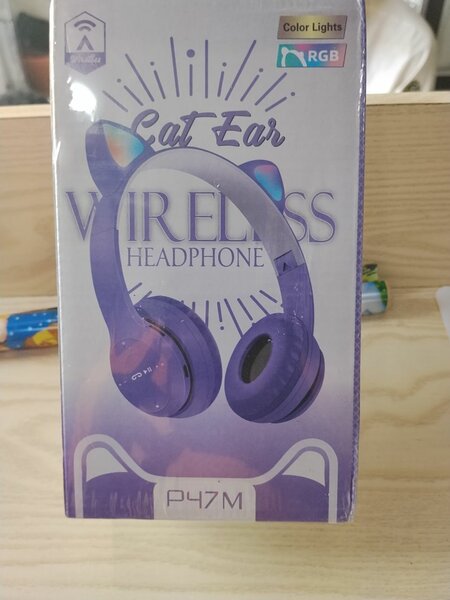 Wireless
Color Lights
RGB
Cat Ear
WIRELESS
HEADPHONE
P47M